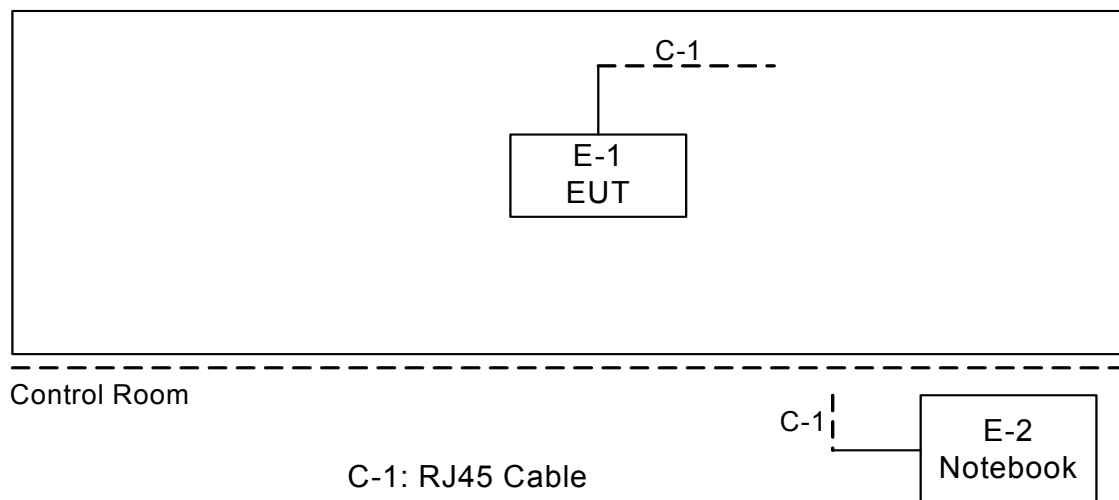 C-1
E-1
EUT
Control Room
C-1
E-2
Notebook
C-1: RJ45 Cable